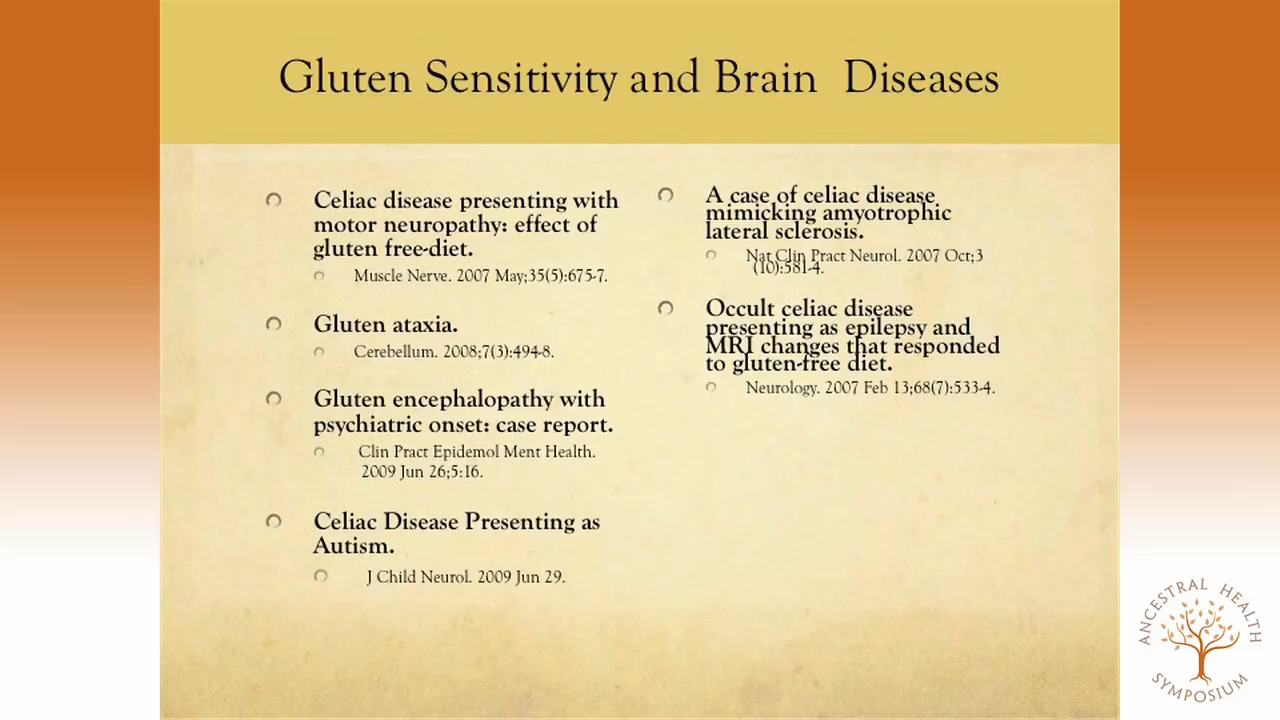 Gluten Sensitivity and Brain Diseases
Celiac disease presenting with
motor neuropathy: effect of
gluten free-diet.
Muscle Nerve. 2007 May;35(5):675-7.
Gluten ataxia.
Cerebellum. 2008;7(3):494-8.
Gluten encephalopathy with
psychiatric onset: case report.
Clin Pract Epidemol Ment Health.
2009 Jun 26;5:16.
Celiac Disease Presenting as
Autism.
J Child Neurol. 2009 Jun 29.
A case of celiac disease
mimicking amyotrophic
lateral sclerosis.
Nat Clin Pract Neurol. 2007 Oct;3
(10):581-4.
Occult celiac disease
presenting as epilepsy and
MRI changes that responded
to gluten-free diet.
Neurology. 2007 Feb 13;68(7):533-4.
ANCESTRAL HEALTH
SYMPOSIUM